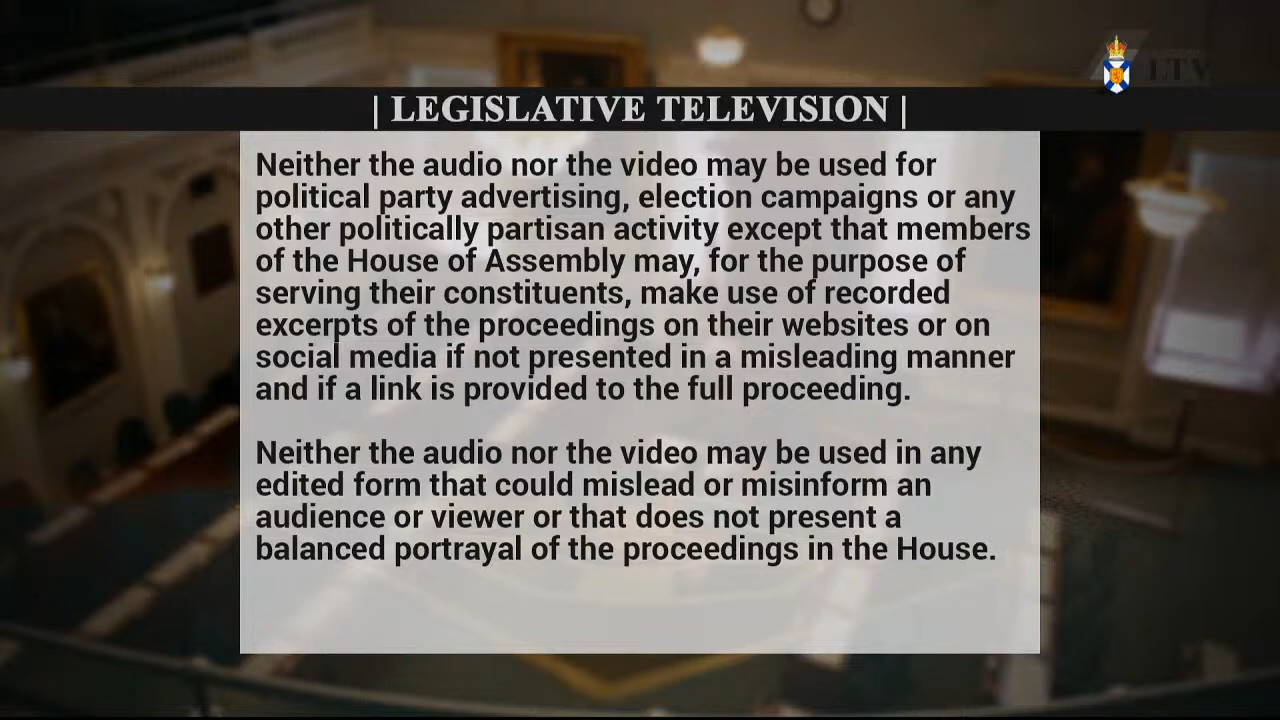 LTV
| LEGISLATIVE TELEVISION |
Neither the audio nor the video may be used for
political party advertising, election campaigns or any
other politically partisan activity except that members
of the House of Assembly may, for the purpose of
serving their constituents, make use of recorded
excerpts of the proceedings on their websites or on
social media if not presented in a misleading manner
and if a link is provided to the full proceeding.
Neither the audio nor the video may be used in any
edited form that could mislead or misinform an
audience or viewer or that does not present a
balanced portrayal of the proceedings in the House.